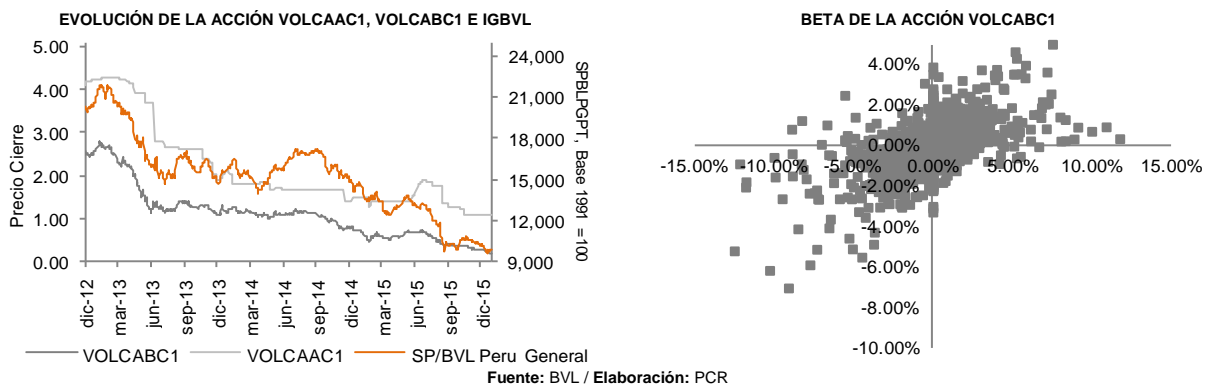 EVOLUCIÓN DE LA ACCIÓN VOLCAAC1, VOLCABC1 E IGBVL
5.00
4.00
3.00
2.00
1.00
0.00
Precio Cierre
24,000
21,000
18,000
15,000
12,000
9,000
SPBLPGPT, Base 1991 =100
dic-12
mar-13
jun-13
sep-13
dic-13
mar-14
jun-14
sep-14
dic-14
mar-15
jun-15
sep-15
dic-15
VOLCABC1
VOLCAAC1
SP/BVL Peru General
BETA DE LA ACCIÓN VOLCABC1
4.00%
2.00%
0.00%
-2.00%
-4.00%
-6.00%
-8.00%
-10.00%
-15.00%
-10.00%
-5.00%
0.00%
5.00%
10.00%
15.00%
Fuente: BVL / Elaboración: PCR